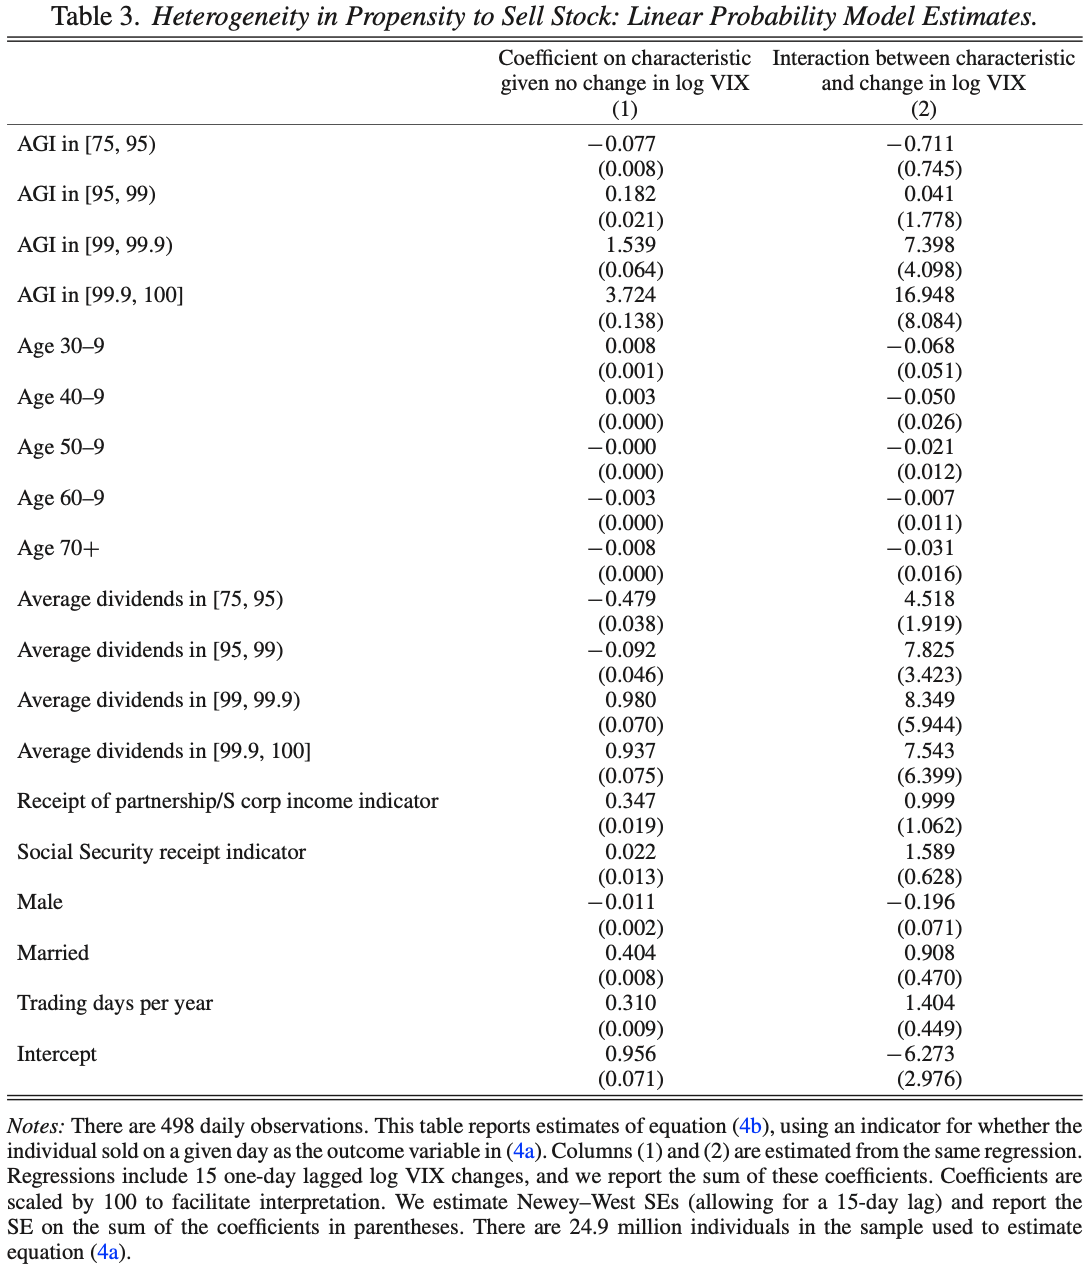 Table 3. Heterogeneity in Propensity to Sell Stock: Linear Probability Model Estimates.
Coefficient on characteristic Interaction between characteristic
given no change in log VIX and change in log VIX
(1) (2)
AGI in [75, 95) −0.077 −0.711
(0.008) (0.745)
AGI in [95, 99) 0.182 0.041
(0.021) (1.778)
AGI in [99, 99.9) 1.539 7.398
(0.064) (4.098)
AGI in [99.9, 100] 3.724 16.948
(0.138) (8.084)
Age 30–9 0.008 −0.068
(0.001) (0.051)
Age 40–9 0.003 −0.050
(0.000) (0.026)
Age 50–9 −0.000 −0.021
(0.000) (0.012)
Age 60–9 −0.003 −0.007
(0.000) (0.011)
Age 70+ −0.008 −0.031
(0.000) (0.016)
Average dividends in [75, 95) −0.479 4.518
(0.038) (1.919)
Average dividends in [95, 99) −0.092 7.825
(0.046) (3.423)
Average dividends in [99, 99.9) 0.980 8.349
(0.070) (5.944)
Average dividends in [99.9, 100] 0.937 7.543
(0.075) (6.399)
Receipt of partnership/S corp income indicator 0.347 0.999
(0.019) (1.062)
Social Security receipt indicator 0.022 1.589
(0.013) (0.628)
Male −0.011 −0.196
(0.002) (0.071)
Married 0.404 0.908
(0.008) (0.470)
Trading days per year 0.310 1.404
(0.009) (0.449)
Intercept 0.956 −6.273
(0.071) (2.976)
Notes: There are 498 daily observations. This table reports estimates of equation (4b), using an indicator for whether the
individual sold on a given day as the outcome variable in (4a). Columns (1) and (2) are estimated from the same regression.
Regressions include 15 one-day lagged log VIX changes, and we report the sum of these coefficients. Coefficients are
scaled by 100 to facilitate interpretation. We estimate Newey–West SEs (allowing for a 15-day lag) and report the
SE on the sum of the coefficients in parentheses. There are 24.9 million individuals in the sample used to estimate
equation (4a).